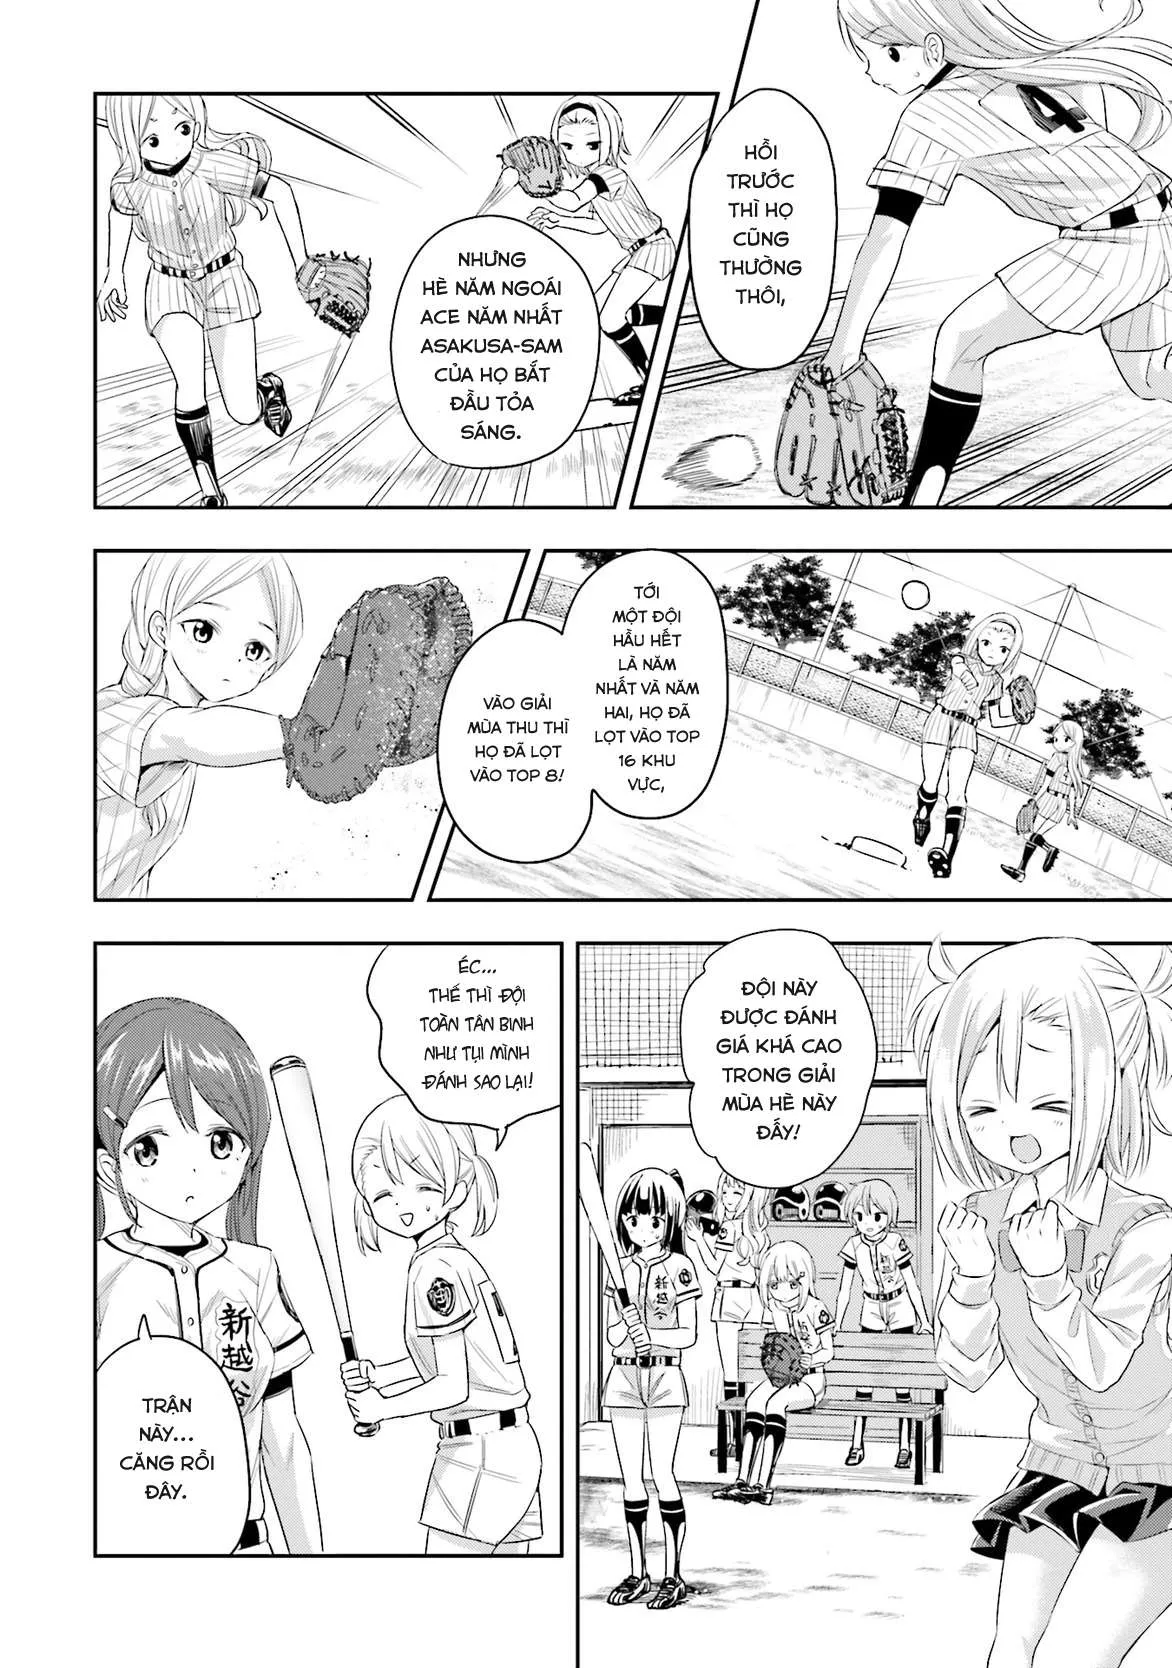 HỒI
TRƯỚC
THÌ HỌ
CŨNG
THƯỜNG
THÔI,
NHƯNG
HÈ NĂM NGOÁI
ACE NĂM NHẤT
ASAKUSA-SAM
CỦA HỌ BẮT
ĐẦU TỎA
SÁNG.
4
TỚI
MỘT ĐỘI
HẦU HẾT
LÀ NĂM
NHẤT VÀ NĂM
HAI, HỌ ĐÃ
LỌT VÀO TOP
16 KHU
VỰC,
VÀO GIẢI
MÙA THU THÌ
HỌ ĐÃ LỌT
VÀO TOP 8!
ĐỘI NÀY
ĐƯỢC ĐÁNH
GIÁ KHÁ CAO
TRONG GIẢI
MÙA HÈ NÀY
ĐẤY!
ÉC...
THẾ THÌ ĐỘI
TOÀN TÂN BINH
NHƯ TỤI MÌNH
ĐÁNH SAO LẠI!
新越谷
TRẬN
NÀY...
CĂNG RỒI
ĐÂY.
新越谷